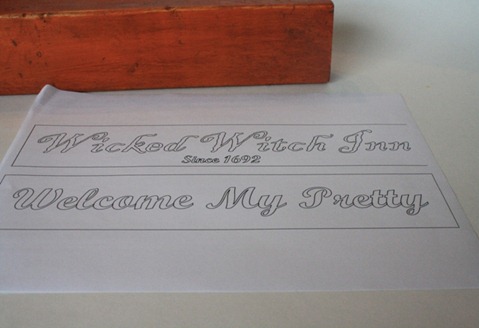 Wicked Witch Inn
Since 1692
Welcome My Pretty